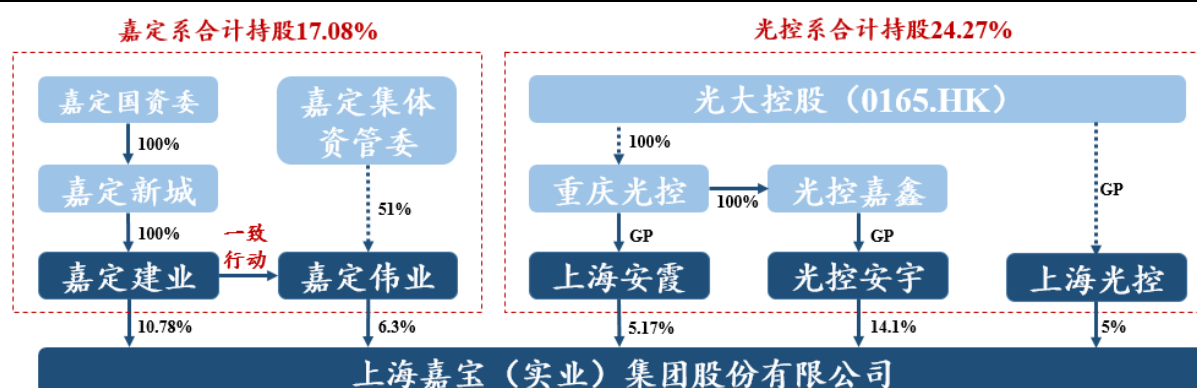 嘉定系合计持股17.08%
光控系合计持股24.27%
嘉定国资委
嘉定集体
资管委
光大控股（0165.HK）
100%
100%
嘉定新城
重庆光控
100%
光控嘉鑫
GP
51%
100%
一致
行动
GP
GP
嘉定建业
嘉定伟业
上海安霞
光控安宇
上海光控
10.78%
6.3%
5.17%
14.1%
5%
上海嘉宝（实业）集团股份有限公司